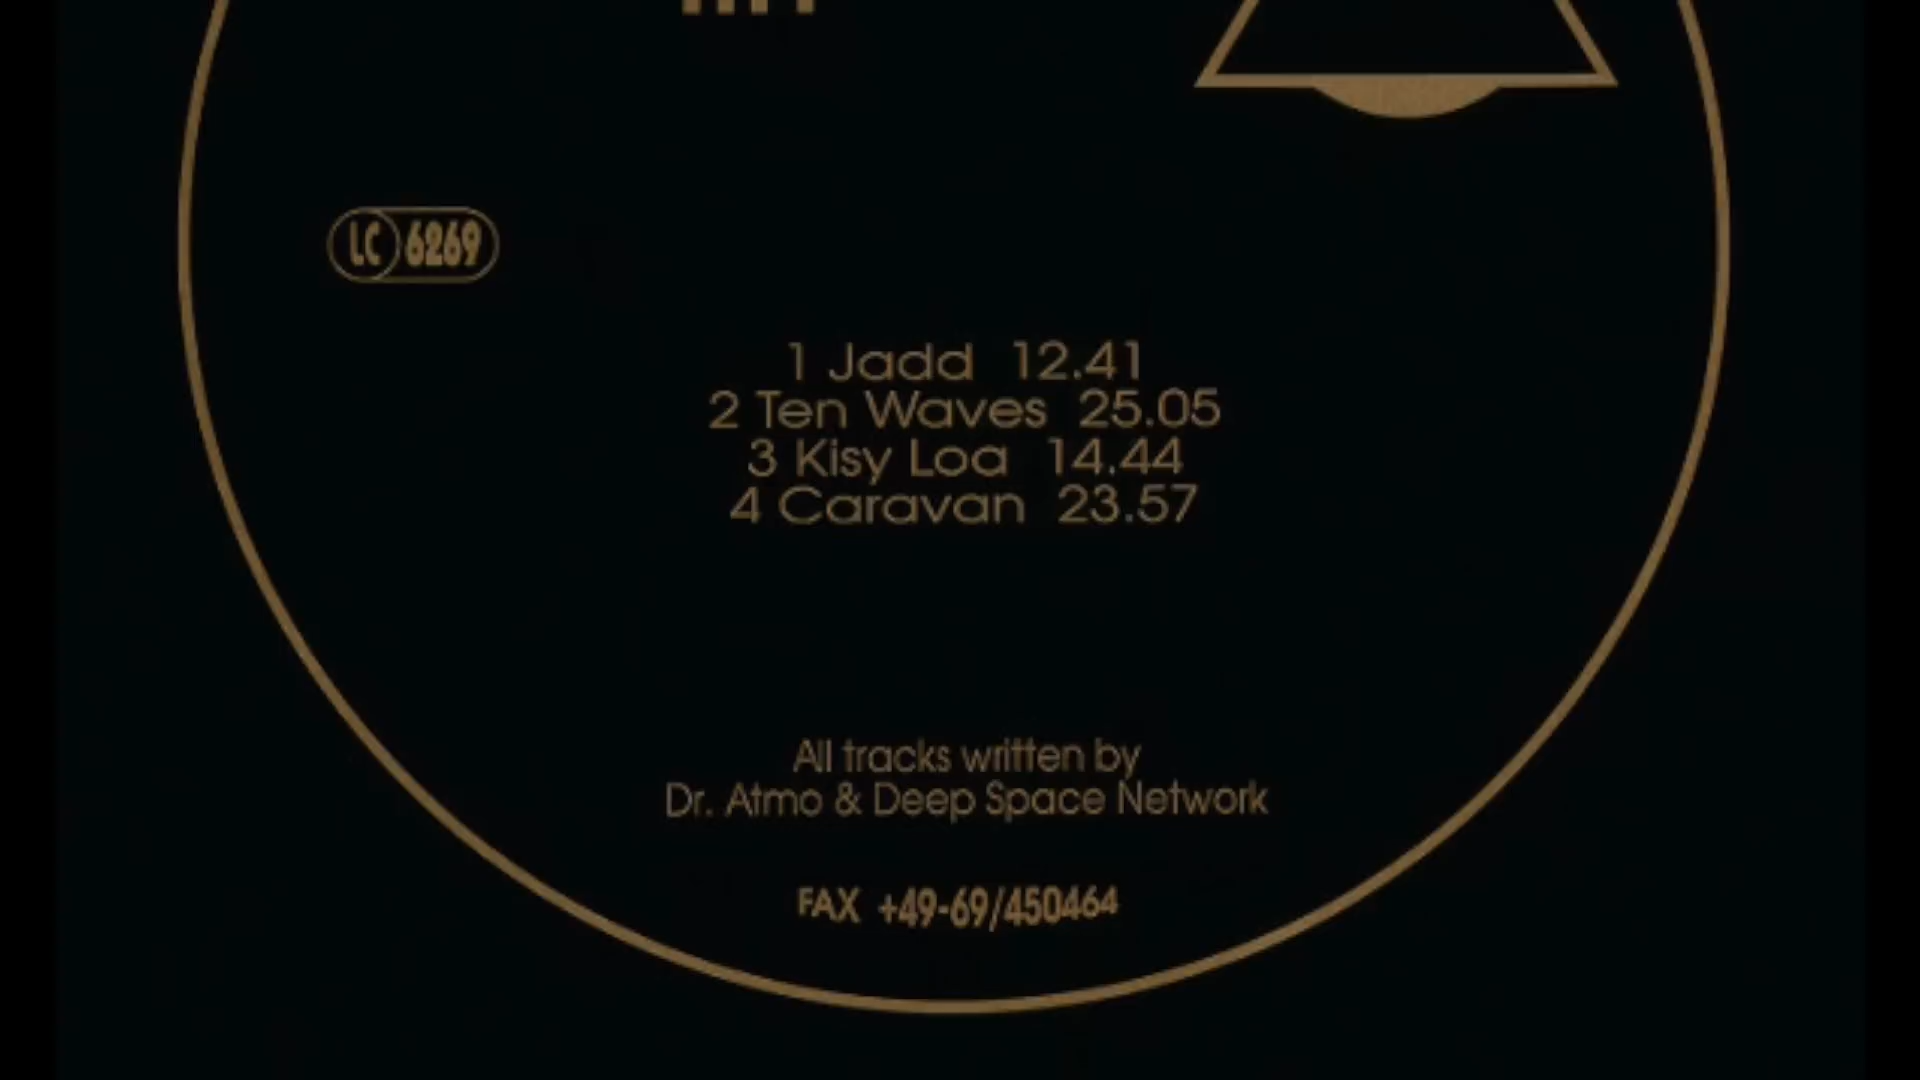 LC 6269
1 Jadd 12.41
2 Ten Waves 25.05
3 Kisy Loa 14.44
4 Caravan 23.57
All tracks written by
Dr. Atmo & Deep Space Network
FAX +49-69/450464